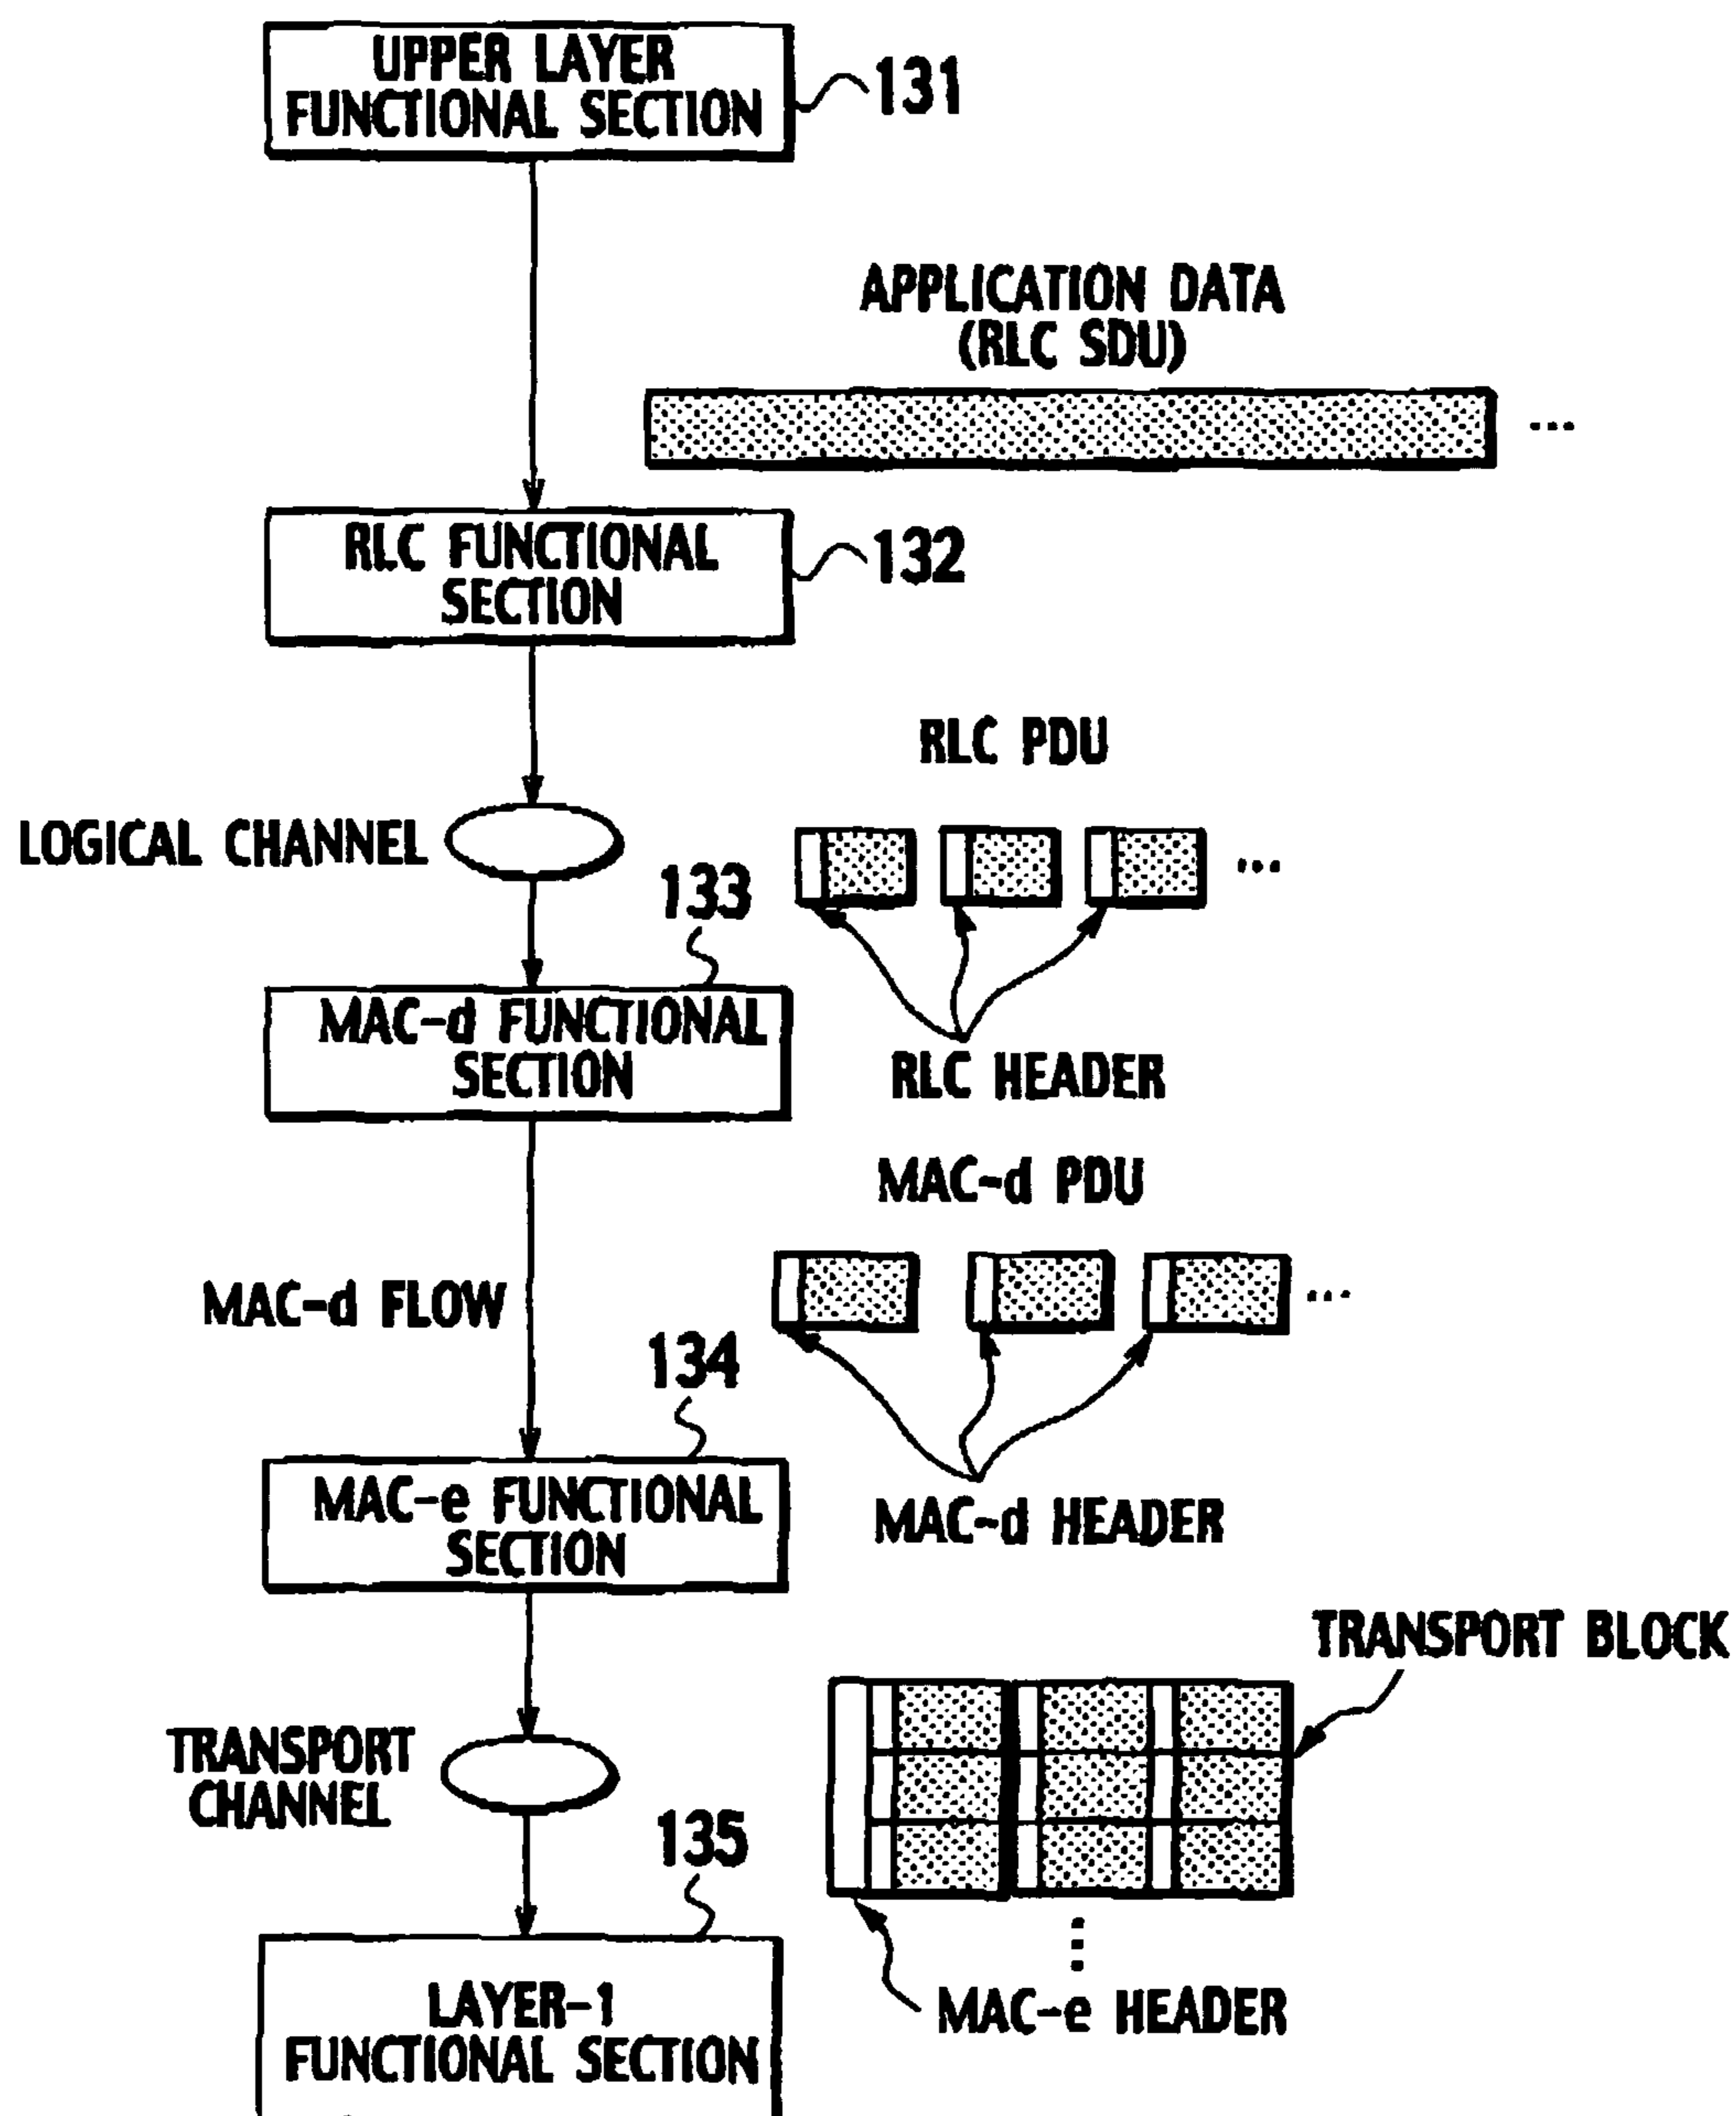 UPPER LAYER
FUNCTIONAL SECTION
131
APPLICATION DATA
(RLC SDU)
...
RLC FUNCTIONAL
SECTION
132
RLC PDU
LOGICAL CHANNEL
...
133
MAC-d FUNCTIONAL
SECTION
RLC HEADER
MAC-d PDU
MAC-d FLOW
...
134
MAC-e FUNCTIONAL
SECTION
MAC-d HEADER
TRANSPORT BLOCK
TRANSPORT
CHANNEL
135
LAYER-1
FUNCTIONAL SECTION
MAC-e HEADER